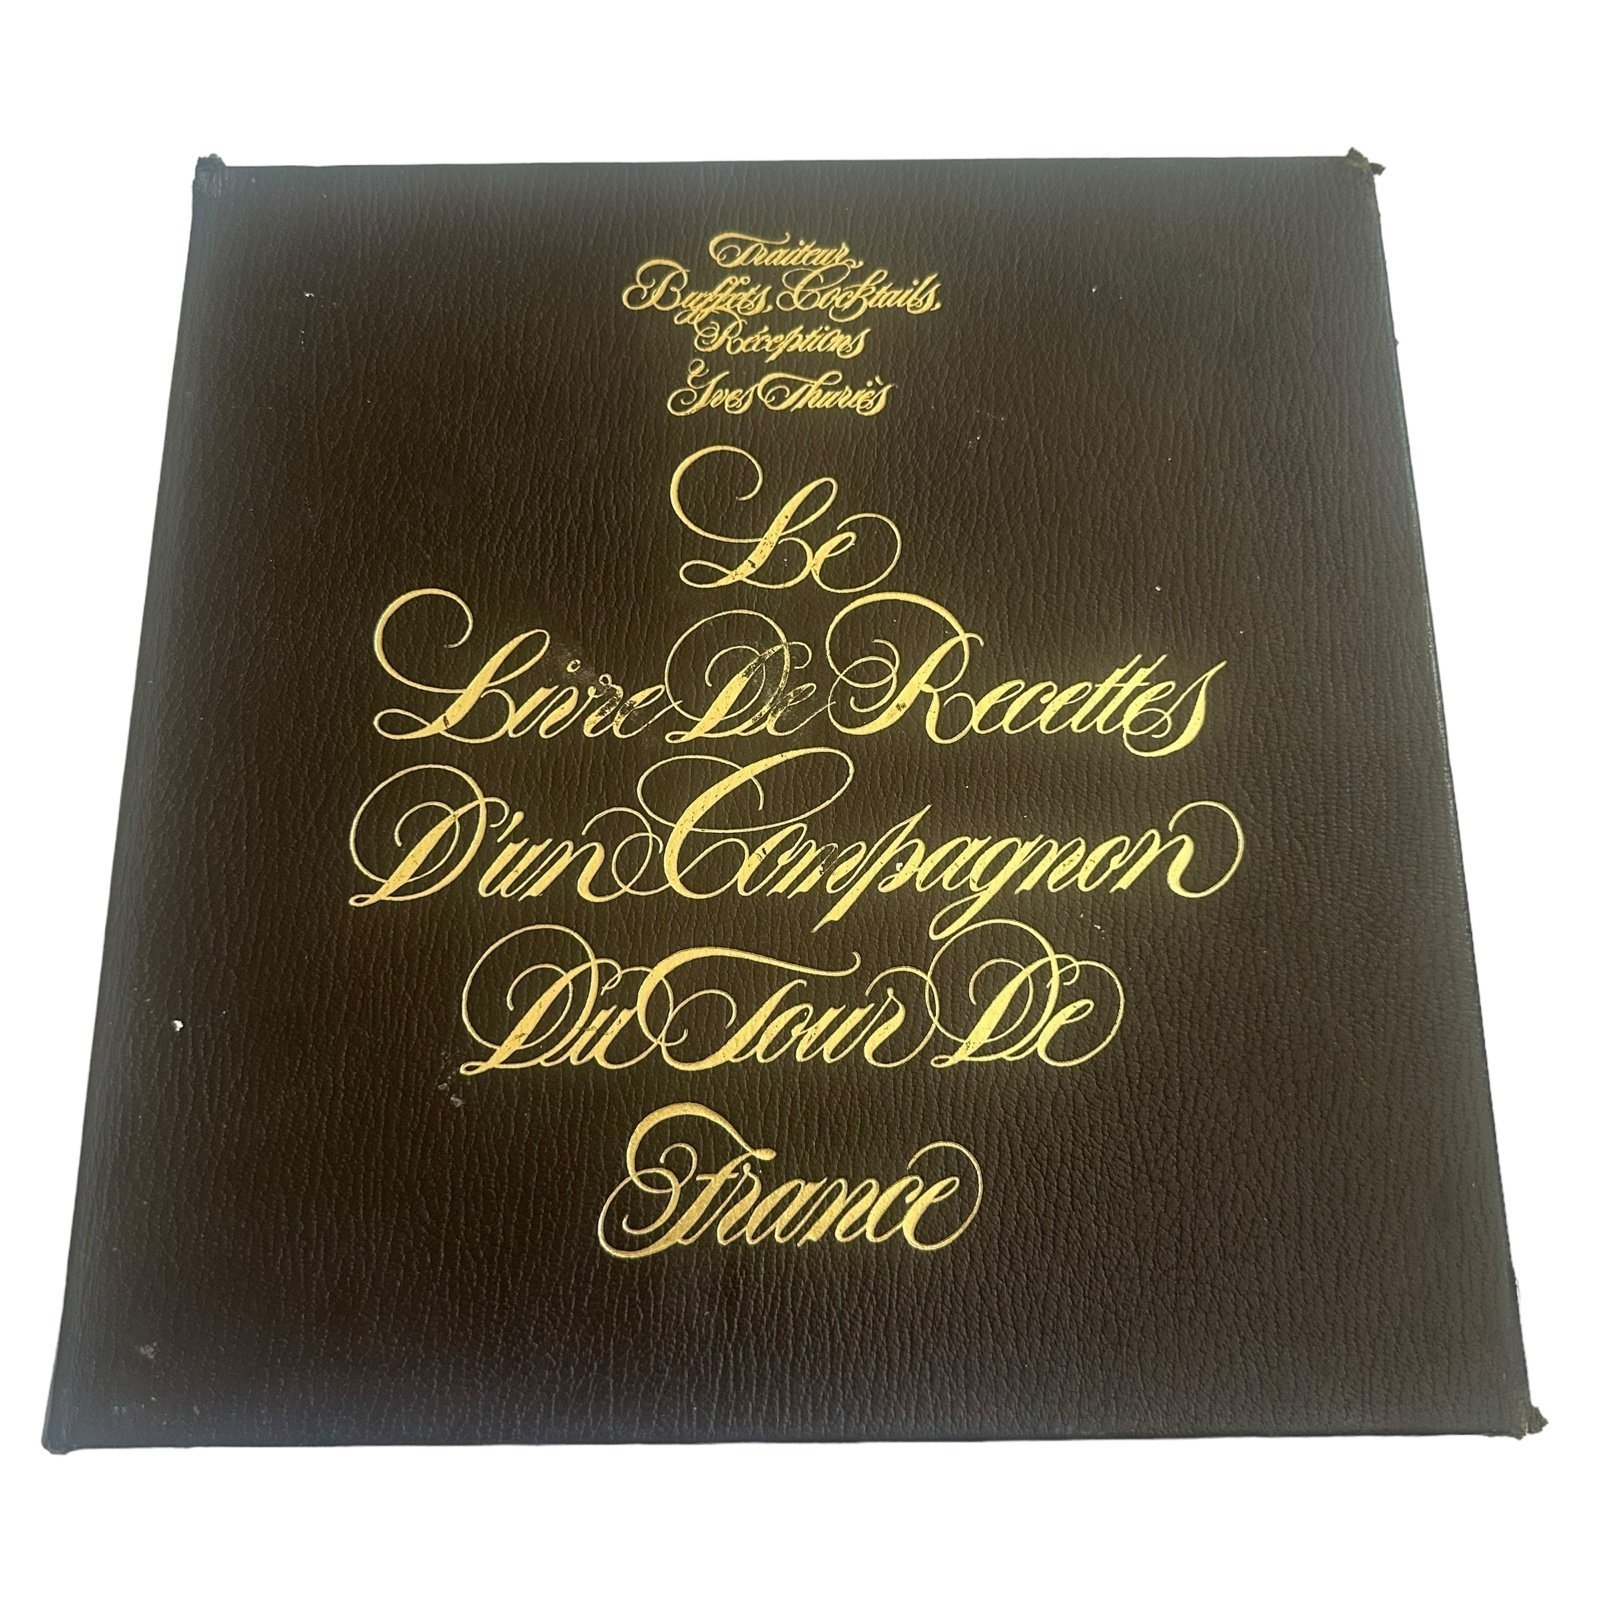 Traiteur,
Buffets, Cocktails,
Réceptions
Yves Thuriès
Le
Livre De Recettes
D'un Compagnon
Du Tour De
France